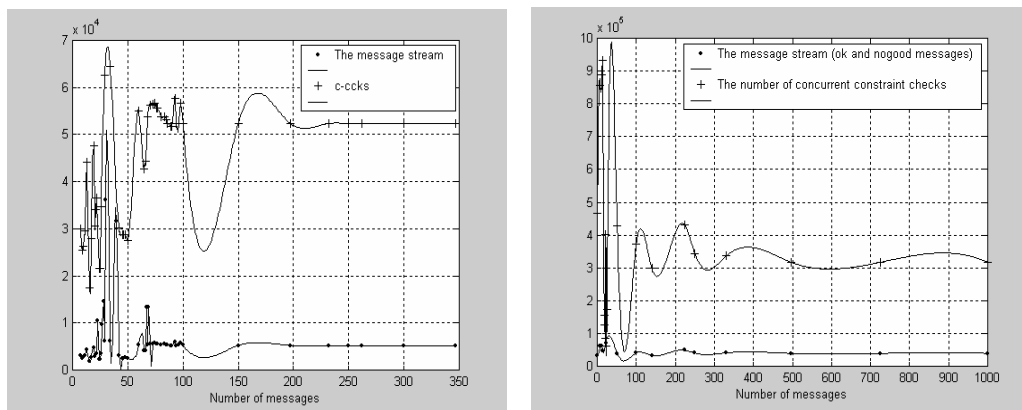 x 10^4
7
6
5
4
3
2
1
0
The message stream
c-ccks
0 50 100 150 200 250 300 350
Number of messages
x 10^5
10
9
8
7
6
5
4
3
2
1
0
The message stream (ok and nogood messages)
The number of concurrent constraint checks
0 100 200 300 400 500 600 700 800 900 1000
Number of messages